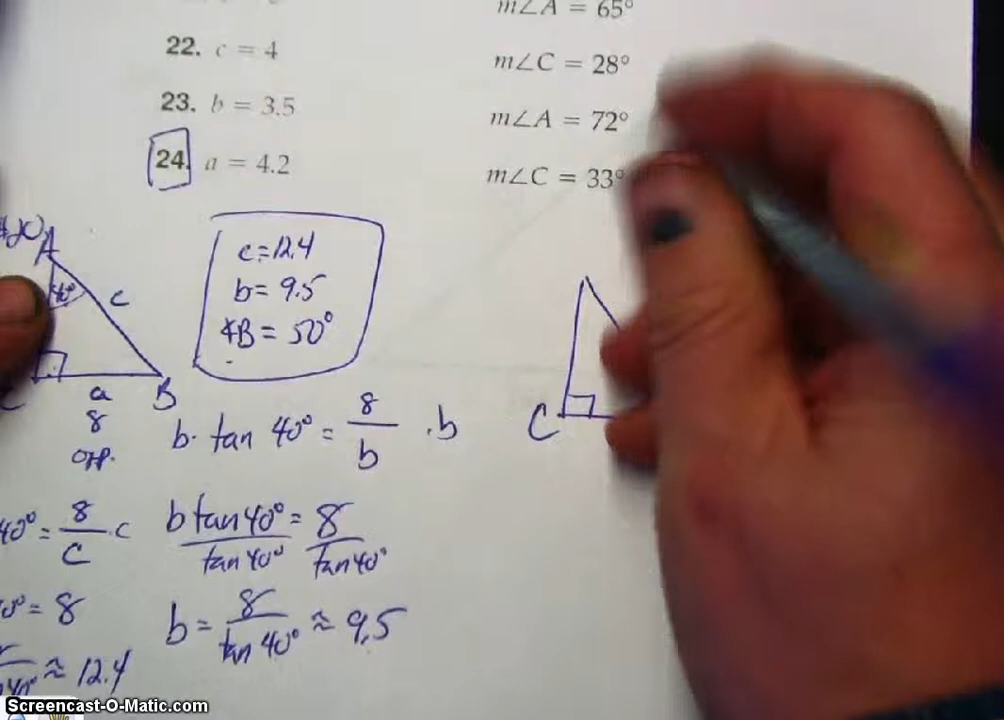 m∠A = 65°
22. c = 4
m∠C = 28°
23. b = 3.5
m∠A = 72°
24. a = 4.2
m∠C = 33°
A
40°
c
a
8
opp.
B
c = 12.4
b = 9.5
∡B = 50°
C
b · tan 40° = 8/b · b
40° = 8/c · c
b tan 40°/tan 40° = 8/tan 40°
= 8
b = 8/tan 40° ≈ 9.5
≈ 12.4
Screencast-O-Matic.com